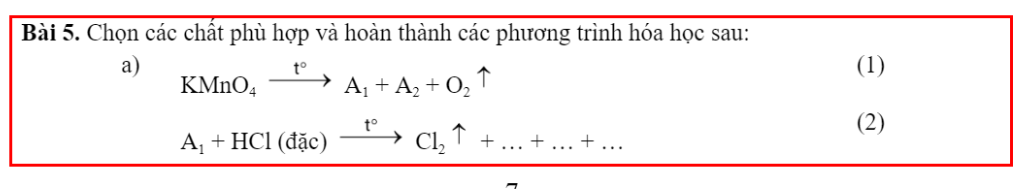 Bài 5. Chọn các chất phù hợp và hoàn thành các phương trình hóa học sau:
a) KMnO₄ —t°→ A₁ + A₂ + O₂ ↑ (1)
A₁ + HCl (đặc) —t°→ Cl₂ ↑ + … + … + … (2)